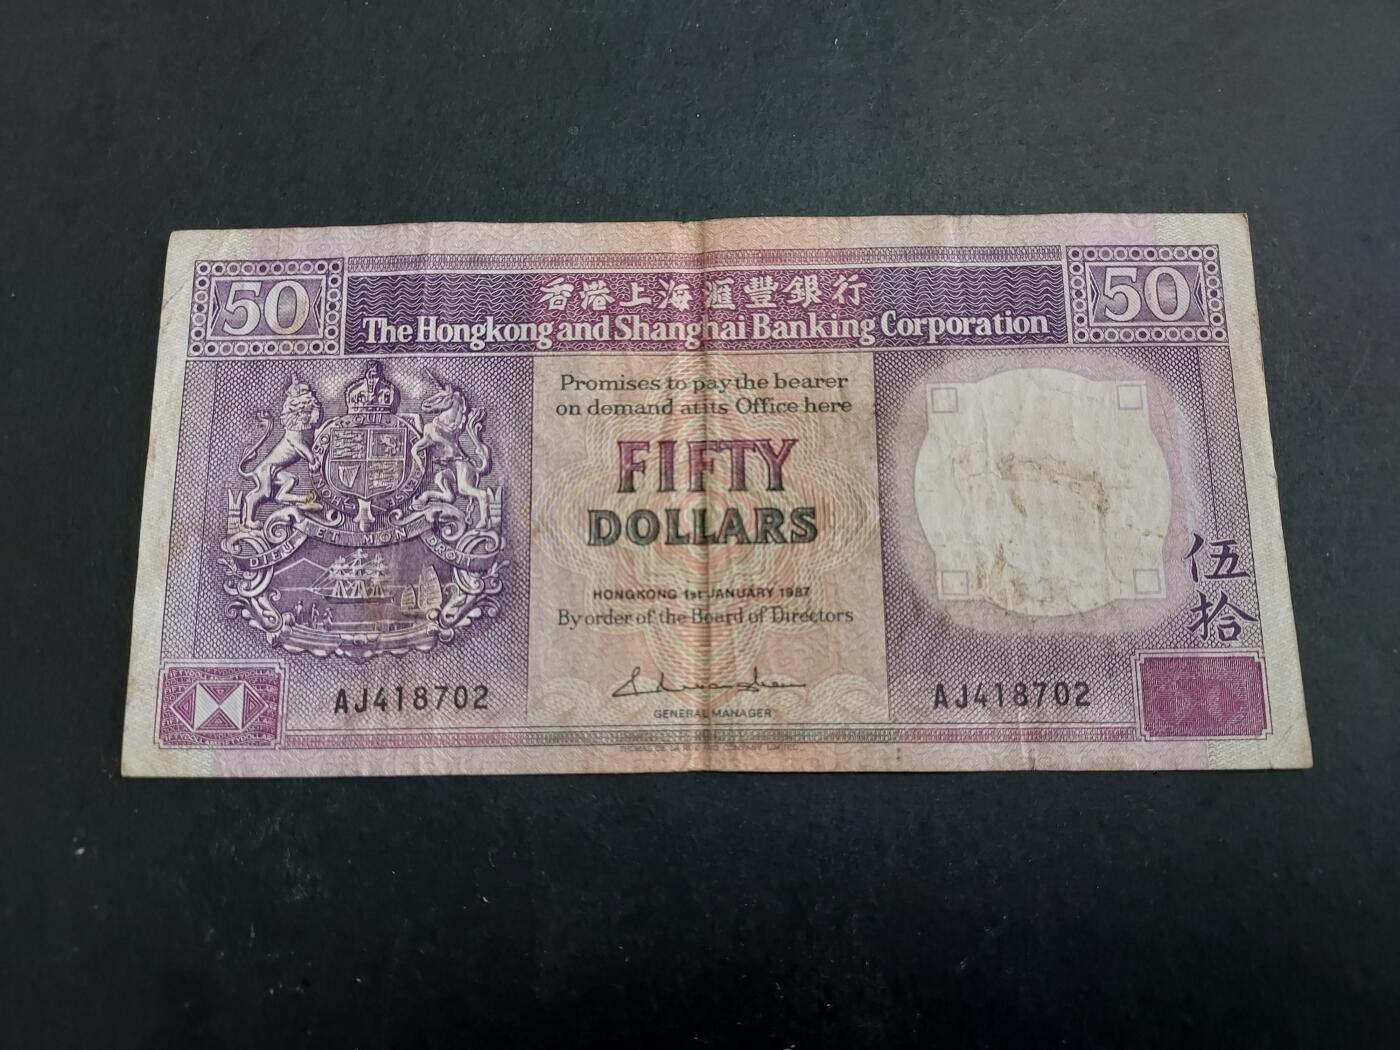 50
香港上海滙豐銀行
50
The Hongkong and Shanghai Banking Corporation
Promises to pay the bearer
on demand at its Office here
FIFTY
DOLLARS
DIEU ET MON DROIT
HONGKONG 1st JANUARY 1987
By order of the Board of Directors
伍
拾
AJ418702
AJ418702
GENERAL MANAGER